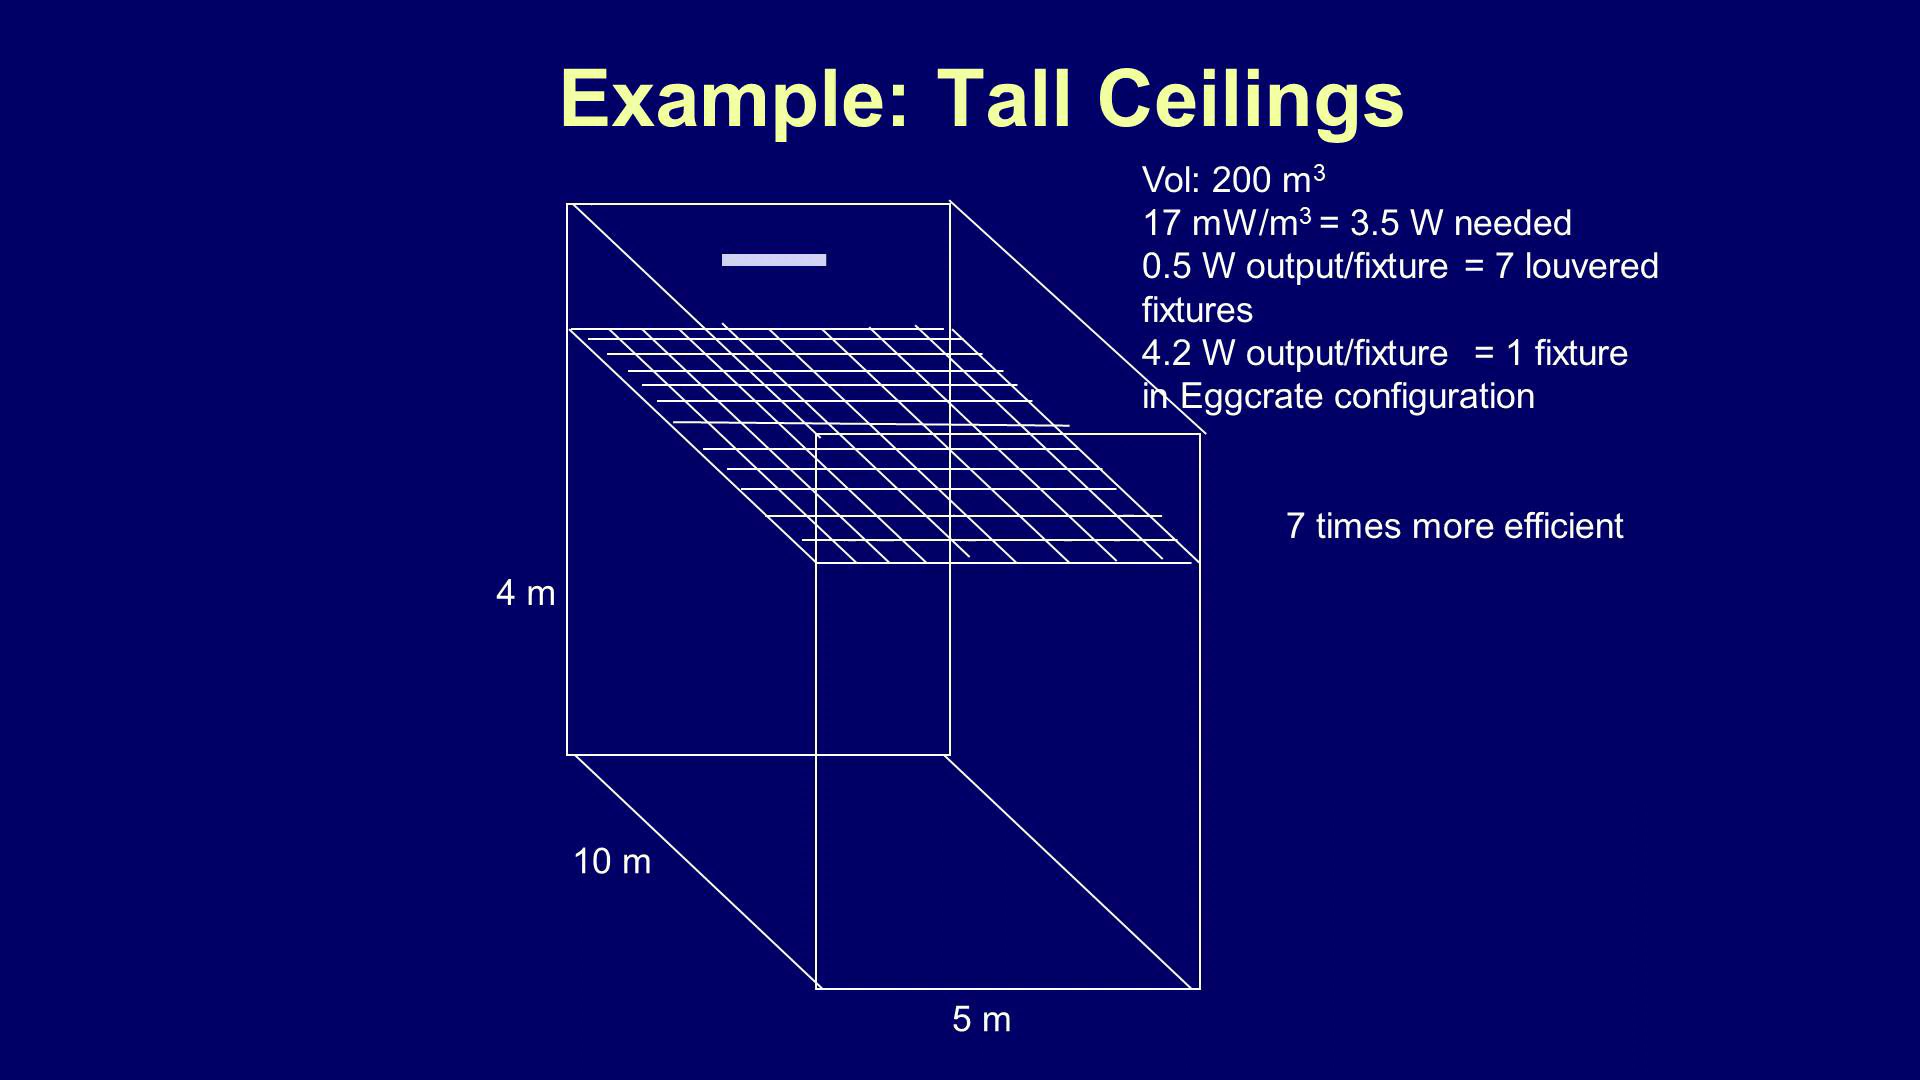 Example: Tall Ceilings
Vol: 200 m³
17 mW/m³ = 3.5 W needed
0.5 W output/fixture = 7 louvered
fixtures
4.2 W output/fixture = 1 fixture
in Eggcrate configuration
7 times more efficient
4 m
10 m
5 m